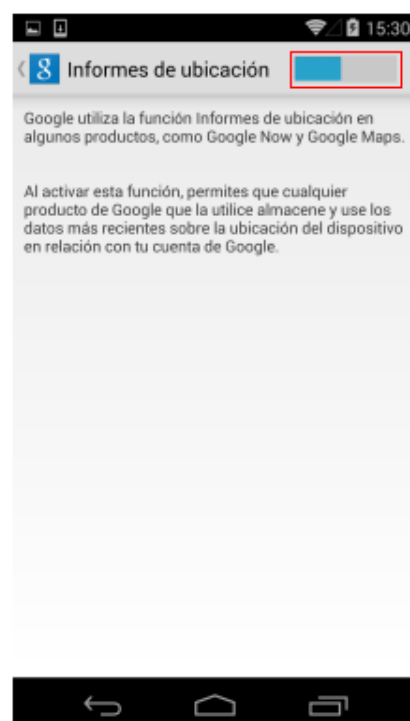 15:30
8 Informes de ubicación
Google utiliza la función Informes de ubicación en
algunos productos, como Google Now y Google Maps.
Al activar esta función, permites que cualquier
producto de Google que la utilice almacene y use los
datos más recientes sobre la ubicación del dispositivo
en relación con tu cuenta de Google.